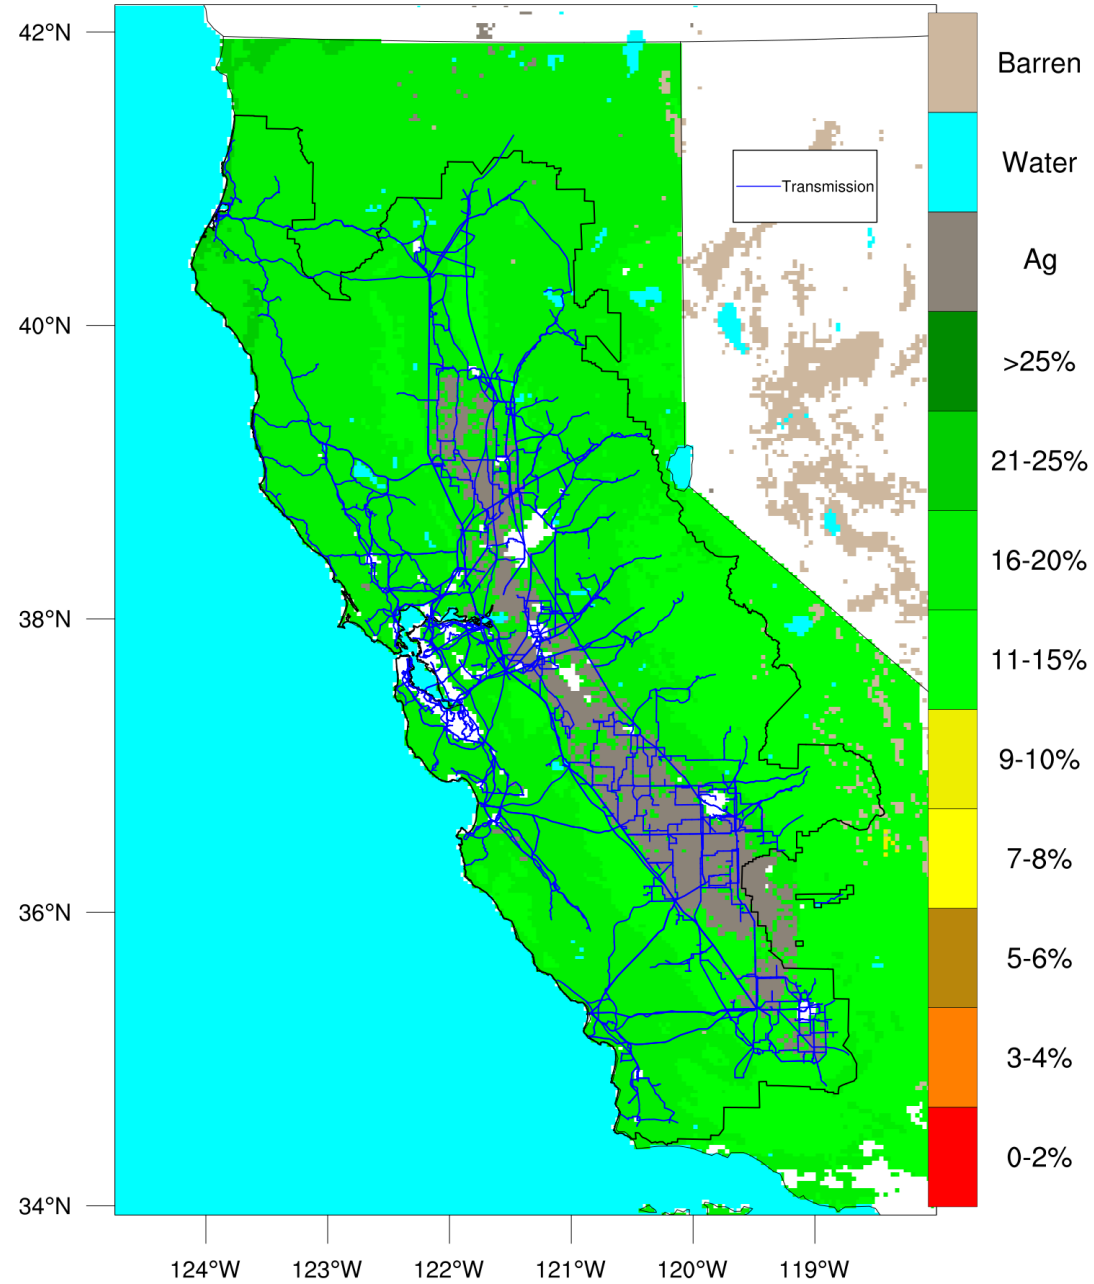 42°N
40°N
38°N
36°N
34°N
124°W
123°W
122°W
121°W
120°W
119°W
Transmission
Barren
Water
Ag
>25%
21-25%
16-20%
11-15%
9-10%
7-8%
5-6%
3-4%
0-2%